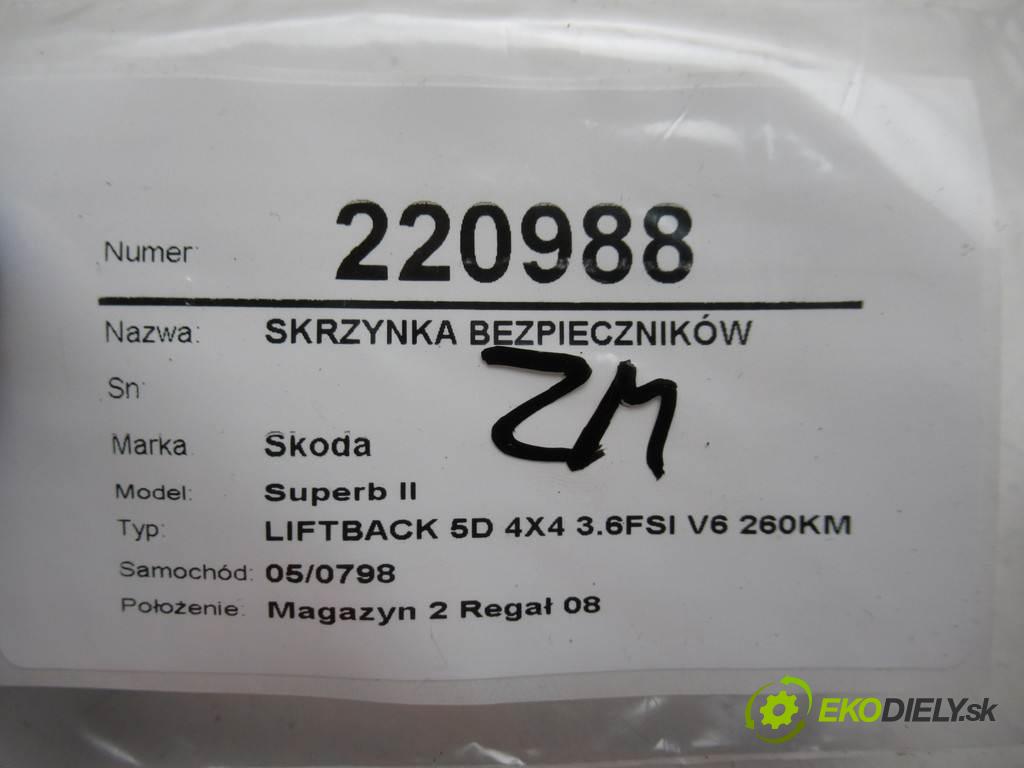 Numer: 220988
Nazwa: SKRZYNKA BEZPIECZNIKÓW
Sn:
ZM
Marka Skoda
Model: Superb II
Typ: LIFTBACK 5D 4X4 3.6FSI V6 260KM
Samochód: 05/0798
Położenie: Magazyn 2 Regał 08
EKODIELY.sk